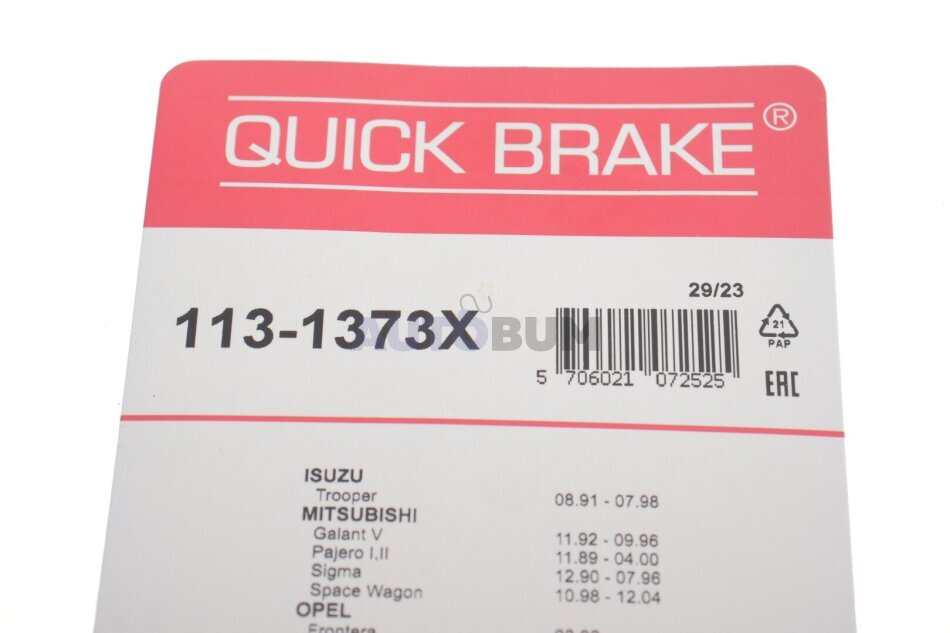 QUICK BRAKE®
29/23
113-1373X
AUTOBUM
5 706021 072525
21
PAP
EAC
ISUZU
Trooper 08.91 - 07.98
MITSUBISHI
Galant V 11.92 - 09.96
Pajero I,II 11.89 - 04.00
Sigma 12.90 - 07.96
Space Wagon 10.98 - 12.04
OPEL
Frontera